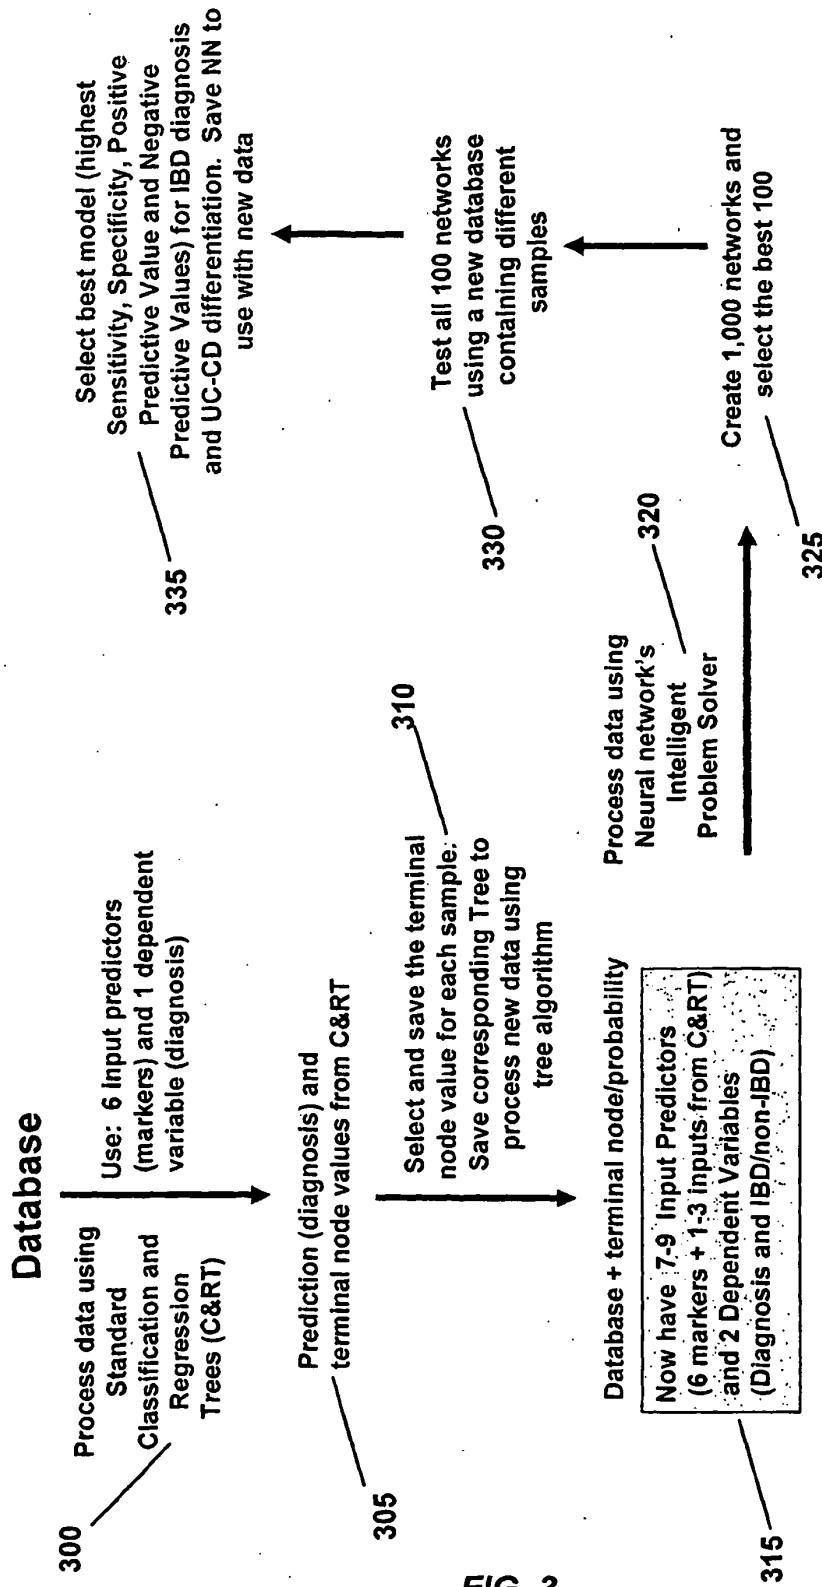 Database
Process data using
Standard
Classification and
Regression
Trees (C&RT)
300
Use: 6 Input predictors
(markers) and 1 dependent
variable (diagnosis)
Prediction (diagnosis) and
terminal node values from C&RT
305
Select and save the terminal
node value for each sample.
Save corresponding Tree to
process new data using
tree algorithm
310
Database + terminal node/probability
Now have 7-9 Input Predictors
(6 markers + 1-3 inputs from C&RT)
and 2 Dependent Variables
(Diagnosis and IBD/non-IBD)
315
Process data using
Neural network's
Intelligent
Problem Solver
320
Create 1,000 networks and
select the best 100
325
Test all 100 networks
using a new database
containing different
samples
330
Select best model (highest
Sensitivity, Specificity, Positive
Predictive Value and Negative
Predictive Values) for IBD diagnosis
and UC-CD differentiation. Save NN to
use with new data
335